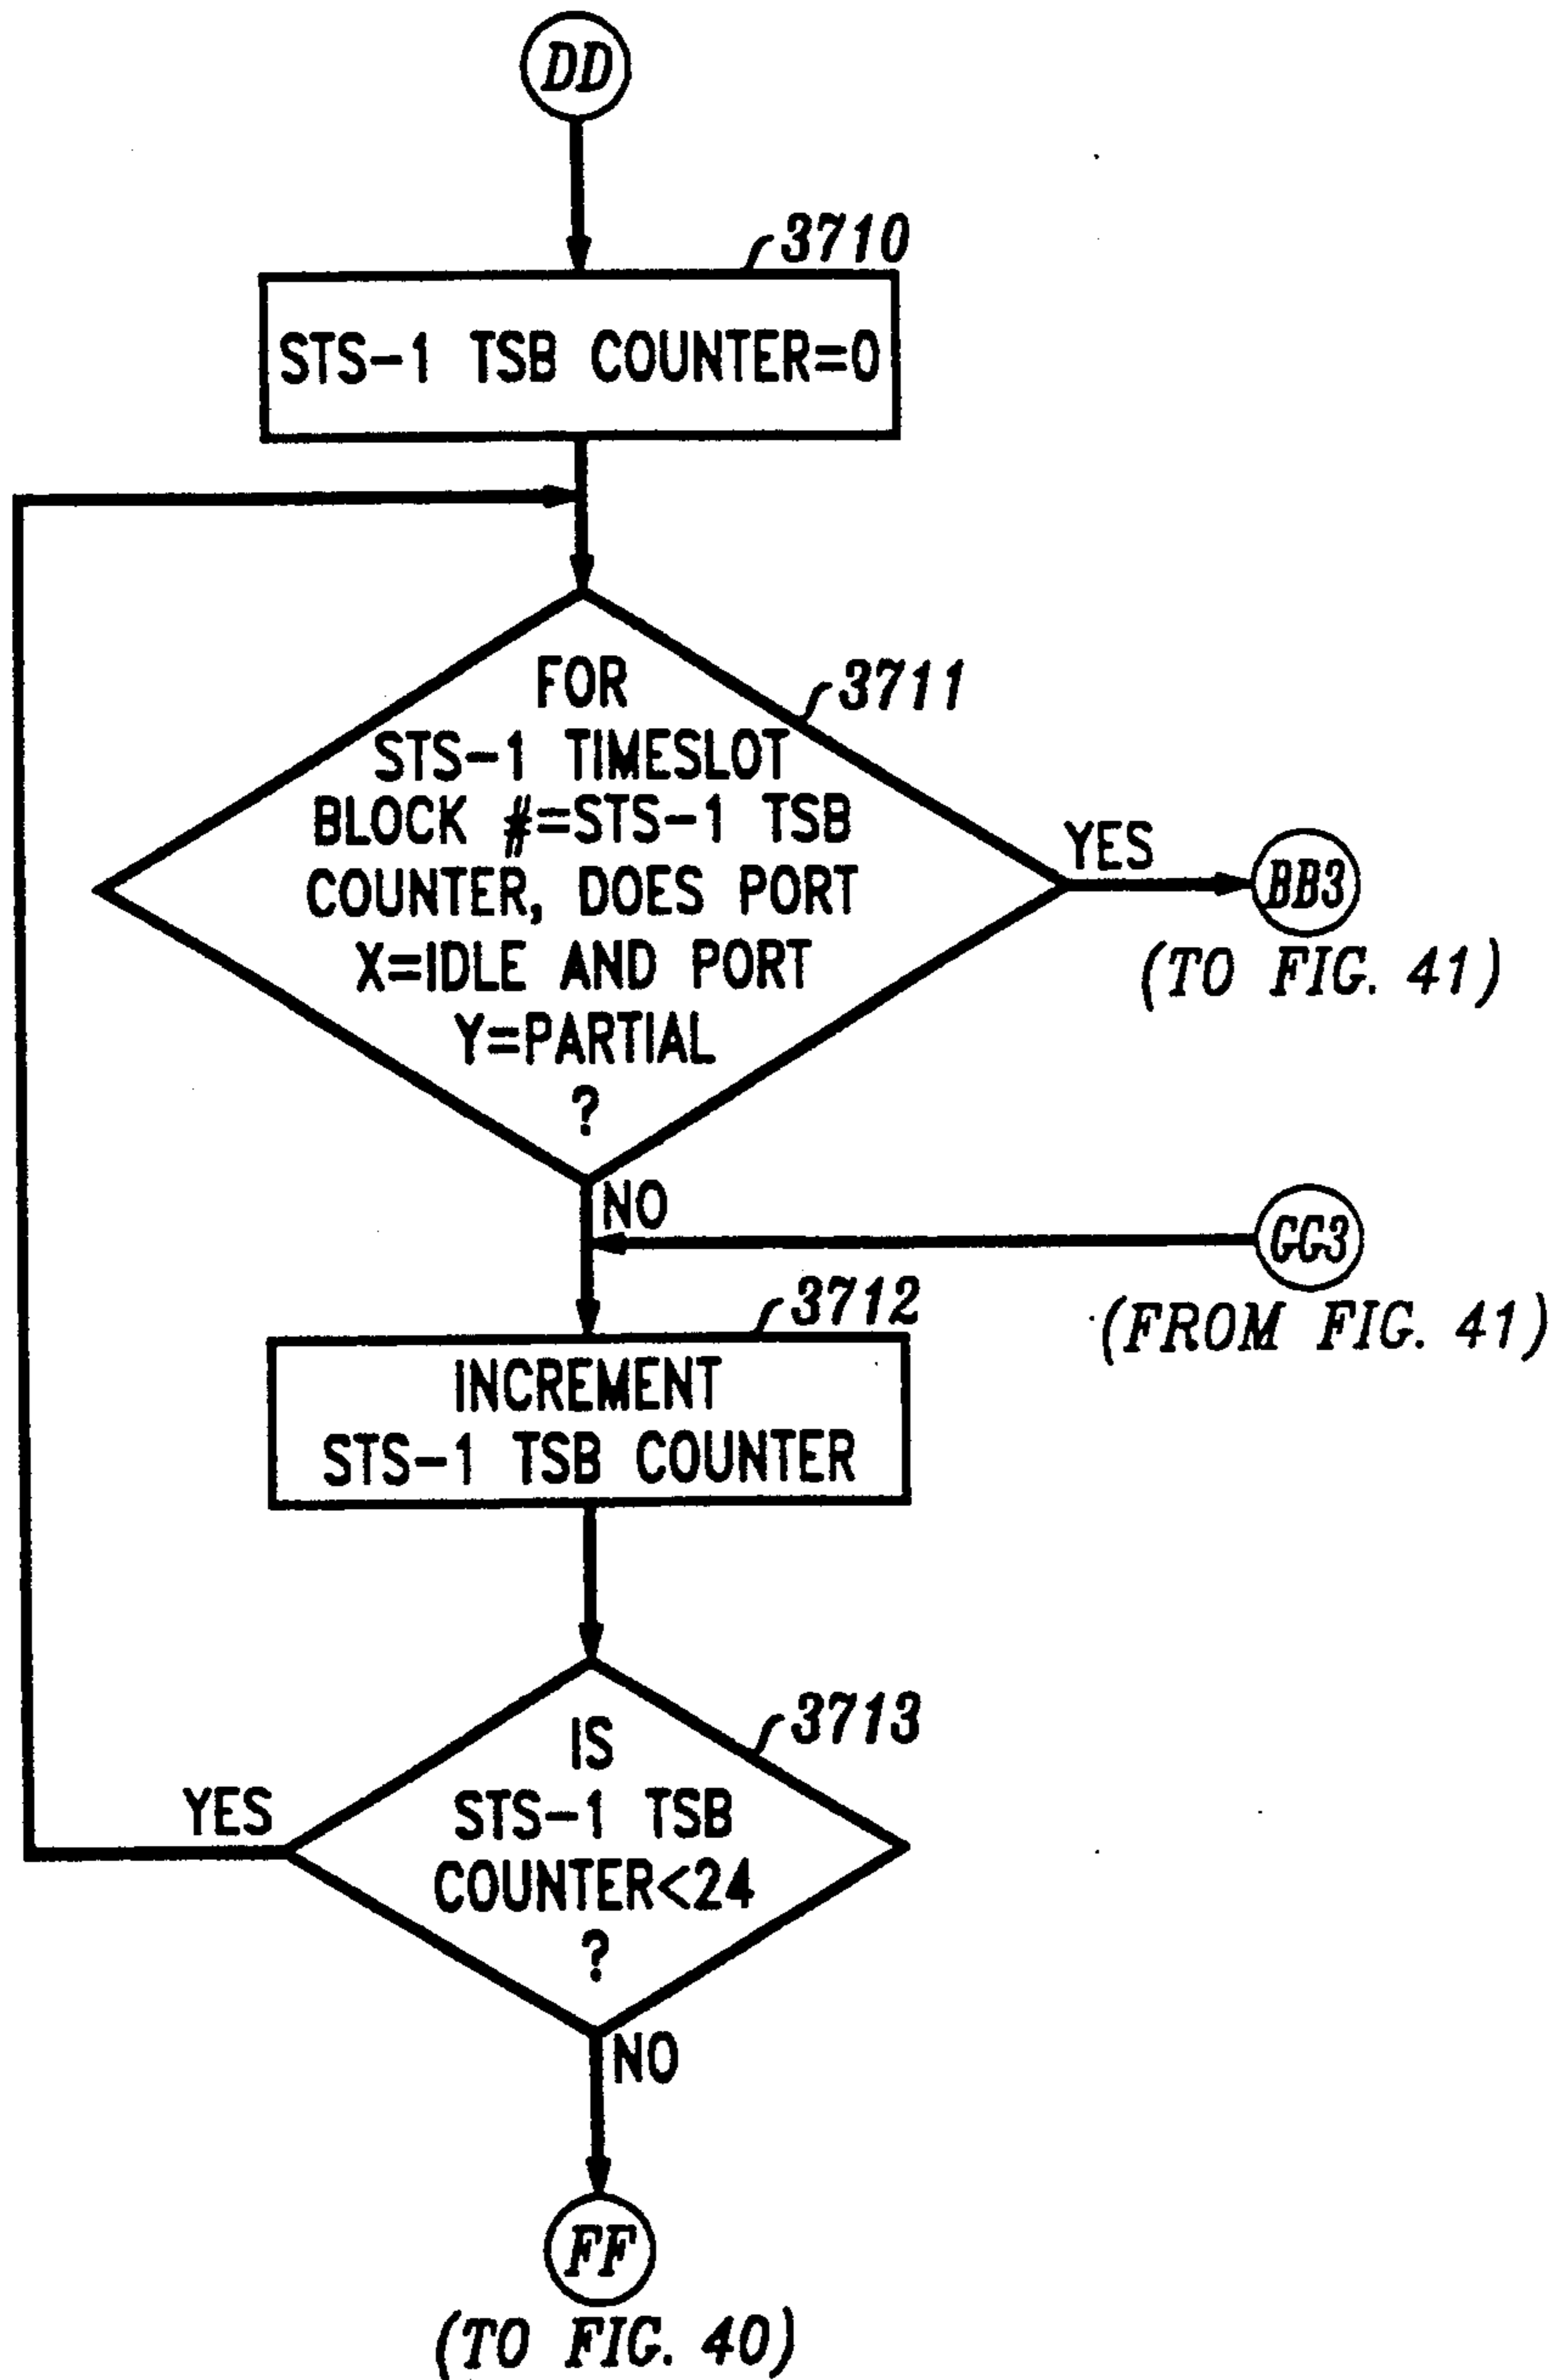 DD
3710
STS-1 TSB COUNTER=0
FOR
3711
STS-1 TIMESLOT
BLOCK #=STS-1 TSB
COUNTER, DOES PORT
X=IDLE AND PORT
Y=PARTIAL
?
YES
BB3
(TO FIG. 41)
NO
GG3
(FROM FIG. 41)
3712
INCREMENT
STS-1 TSB COUNTER
3713
IS
STS-1 TSB
COUNTER<24
?
YES
NO
FF
(TO FIG. 40)